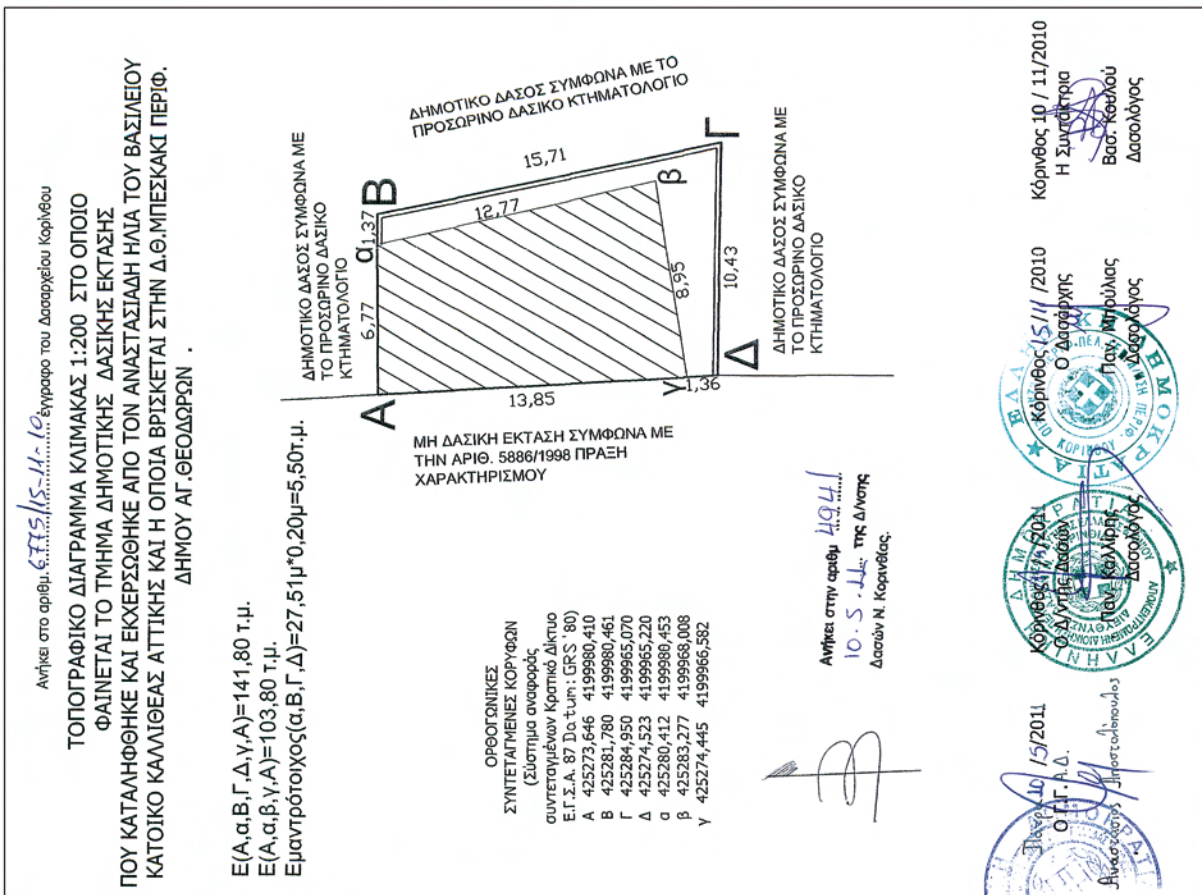 Ανήκει στο αριθμ. 6775/15-11-10 έγγραφο του Δασαρχείου Κορίνθου
ΤΟΠΟΓΡΑΦΙΚΟ ΔΙΑΓΡΑΜΜΑ ΚΛΙΜΑΚΑΣ 1:200 ΣΤΟ ΟΠΟΙΟ
ΦΑΙΝΕΤΑΙ ΤΟ ΤΜΗΜΑ ΔΗΜΟΤΙΚΗΣ ΔΑΣΙΚΗΣ ΕΚΤΑΣΗΣ
ΠΟΥ ΚΑΤΑΛΗΦΘΗΚΕ ΚΑΙ ΕΚΧΕΡΣΩΘΗΚΕ ΑΠΟ ΤΟΝ ΑΝΑΣΤΑΣΙΑΔΗ ΗΛΙΑ ΤΟΥ ΒΑΣΙΛΕΙΟΥ
ΚΑΤΟΙΚΟ ΚΑΛΛΙΘΕΑΣ ΑΤΤΙΚΗΣ ΚΑΙ Η ΟΠΟΙΑ ΒΡΙΣΚΕΤΑΙ ΣΤΗΝ Δ.Θ.ΜΠΕΣΚΑΚΙ ΠΕΡΙΦ.
ΔΗΜΟΥ ΑΓ.ΘΕΟΔΩΡΩΝ .
Ε(Α,α,Β,Γ,Δ,γ,Α)=141,80 τ.μ.
Ε(Α,α,β,γ,Α)=103,80 τ.μ.
Εμαντρότοιχος(α,Β,Γ,Δ)=27,51μ*0,20μ=5,50τ.μ.
ΔΗΜΟΤΙΚΟ ΔΑΣΟΣ ΣΥΜΦΩΝΑ ΜΕ
ΤΟ ΠΡΟΣΩΡΙΝΟ ΔΑΣΙΚΟ
ΚΤΗΜΑΤΟΛΟΓΙΟ
ΔΗΜΟΤΙΚΟ ΔΑΣΟΣ ΣΥΜΦΩΝΑ ΜΕ ΤΟ
ΠΡΟΣΩΡΙΝΟ ΔΑΣΙΚΟ ΚΤΗΜΑΤΟΛΟΓΙΟ
Α
6,77
α
1,37
Β
15,71
12,77
13,85
β
8,95
γ
1,36
10,43
Δ
Γ
ΜΗ ΔΑΣΙΚΗ ΕΚΤΑΣΗ ΣΥΜΦΩΝΑ ΜΕ
ΤΗΝ ΑΡΙΘ. 5886/1998 ΠΡΑΞΗ
ΧΑΡΑΚΤΗΡΙΣΜΟΥ
ΔΗΜΟΤΙΚΟ ΔΑΣΟΣ ΣΥΜΦΩΝΑ ΜΕ
ΤΟ ΠΡΟΣΩΡΙΝΟ ΔΑΣΙΚΟ
ΚΤΗΜΑΤΟΛΟΓΙΟ
ΟΡΘΟΓΩΝΙΚΕΣ
ΣΥΝΤΕΤΑΓΜΕΝΕΣ ΚΟΡΥΦΩΝ
(Σύστημα αναφοράς
συντεταγμένων Κρατικό Δίκτυο
Ε.Γ.Σ.Α. 87 Datum: GRS '80)
Α 425273,646 4199980,410
Β 425281,780 4199980,461
Γ 425284,950 4199965,070
Δ 425274,523 4199965,220
α 425280,412 4199980,453
β 425283,277 4199968,008
γ 425274,445 4199966,582
Ανήκει στην αριθμ 4941
10.5.11 της Δ/νσης
Δασών Ν. Κορινθίας.
10 /5/2011
Ο Γ.Γ.Α.Δ.
Αναστάσιος Αποστολόπουλος
Κόρινθος /2011
Ο Δ/ντής Δασών
Παν. Καλλίρης
Δασολόγος
Κόρινθος 15/11 /2010
Ο Δασάρχης
Παν. Μπούλιας
Δασολόγος
Κόρινθος 10 / 11/2010
Η Συντάκτρια
Βασ. Κουλού
Δασολόγος
ΕΛΛΗΝΙΚΗ ΔΗΜΟΚΡΑΤΙΑ